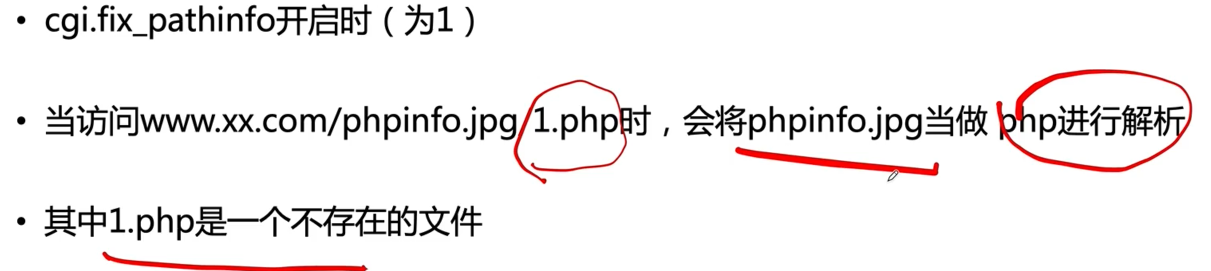 • cgi.fix_pathinfo开启时（为1）
• 当访问www.xx.com/phpinfo.jpg/1.php时，会将phpinfo.jpg当做 php进行解析
• 其中1.php是一个不存在的文件